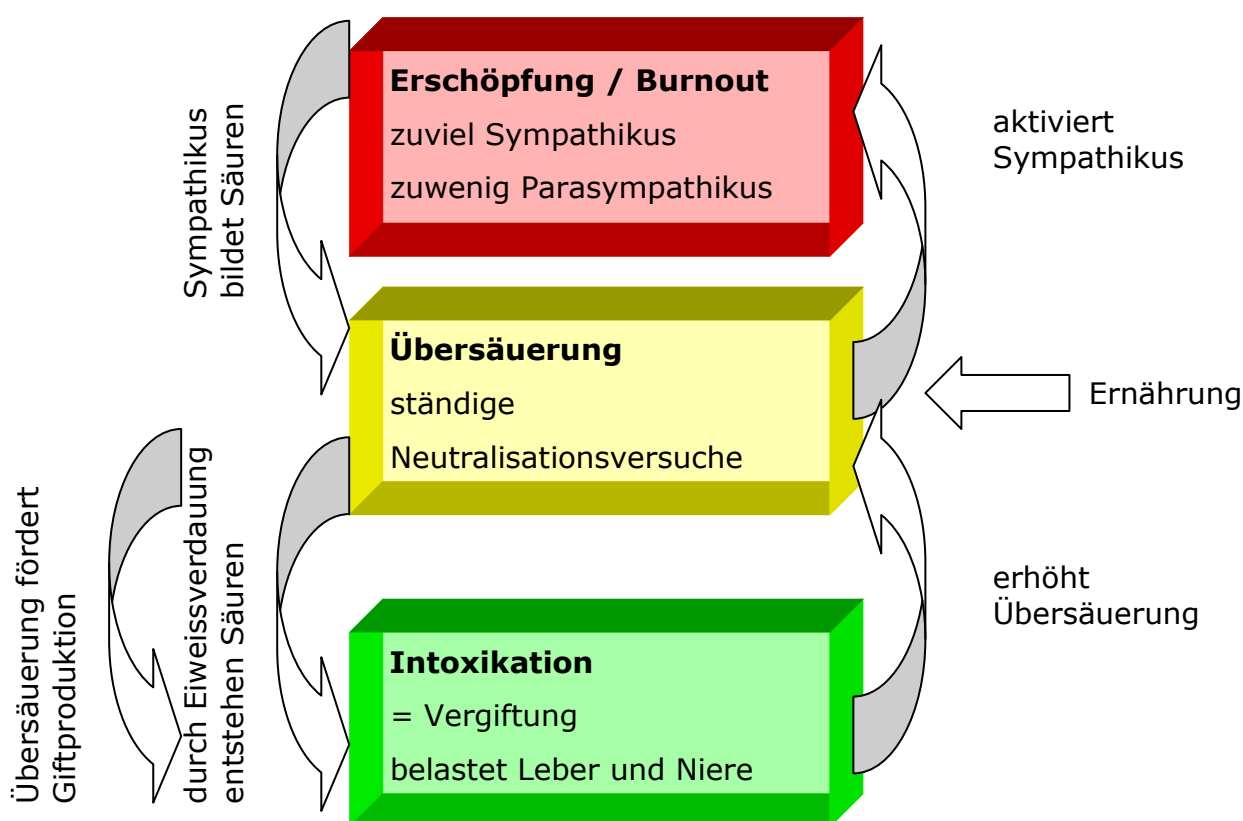 Erschöpfung / Burnout
zuviel Sympathikus
zuwenig Parasympathikus
Sympathikus
bildet Säuren
aktiviert
Sympathikus
Übersäuerung
ständige
Neutralisationsversuche
Ernährung
Übersäuerung fördert
Giftproduktion
durch Eiweissverdauung
entstehen Säuren
erhöht
Übersäuerung
Intoxikation
= Vergiftung
belastet Leber und Niere